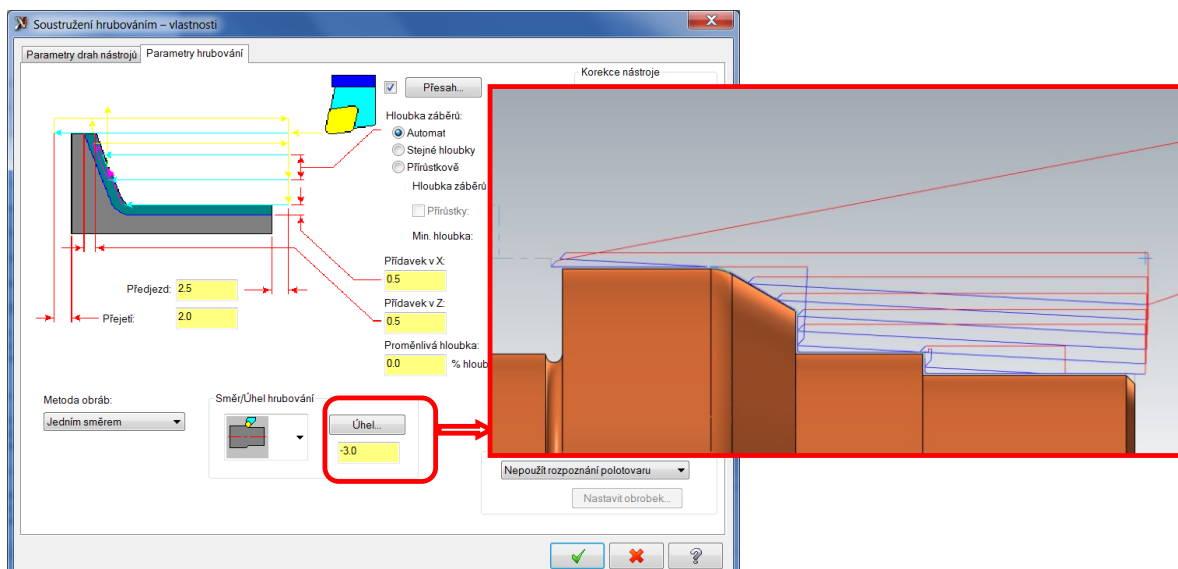 Soustružení hrubováním – vlastnosti
Parametry drah nástrojů
Parametry hrubování
Korekce nástroje
Přesah...
Hloubka záběrů:
Automat
Stejné hloubky
Přírůstkově
Hloubka záběrů
Přírůstky:
Min. hloubka:
Přídavek v X:
0.5
Předjezd: 2.5
Přídavek v Z:
0.5
Přejetí: 2.0
Proměnlivá hloubka:
0.0 % hloub
Metoda obráb:
Jedním směrem
Směr/Úhel hrubování
Úhel...
-3.0
Nepoužít rozpoznání polotovaru
Nastavit obrobek...